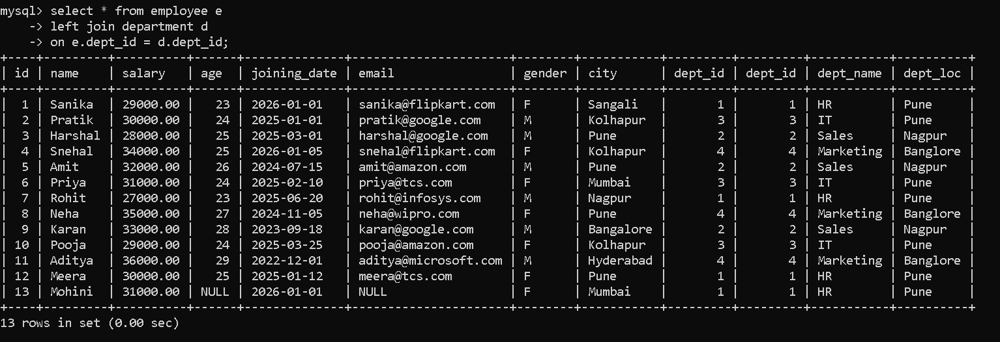 mysql> select * from employee e
    -> left join department d
    -> on e.dept_id = d.dept_id;
+----+---------+----------+------+--------------+----------------------+--------+-----------+---------+---------+-----------+----------+
| id | name    | salary   | age  | joining_date | email                | gender | city      | dept_id | dept_id | dept_name | dept_loc |
+----+---------+----------+------+--------------+----------------------+--------+-----------+---------+---------+-----------+----------+
|  1 | Sanika  | 29000.00 |   23 | 2026-01-01   | sanika@flipkart.com  | F      | Sangali   |       1 |       1 | HR        | Pune     |
|  2 | Pratik  | 30000.00 |   24 | 2025-01-01   | pratik@google.com    | M      | Kolhapur  |       3 |       3 | IT        | Pune     |
|  3 | Harshal | 28000.00 |   25 | 2025-03-01   | harshal@google.com   | M      | Pune      |       2 |       2 | Sales     | Nagpur   |
|  4 | Snehal  | 34000.00 |   25 | 2026-01-05   | snehal@flipkart.com  | F      | Kolhapur  |       4 |       4 | Marketing | Banglore |
|  5 | Amit    | 32000.00 |   26 | 2024-07-15   | amit@amazon.com      | M      | Pune      |       2 |       2 | Sales     | Nagpur   |
|  6 | Priya   | 31000.00 |   24 | 2025-02-10   | priya@tcs.com        | F      | Mumbai    |       3 |       3 | IT        | Pune     |
|  7 | Rohit   | 27000.00 |   23 | 2025-06-20   | rohit@infosys.com    | M      | Nagpur    |       1 |       1 | HR        | Pune     |
|  8 | Neha    | 35000.00 |   27 | 2024-11-05   | neha@wipro.com       | F      | Pune      |       4 |       4 | Marketing | Banglore |
|  9 | Karan   | 33000.00 |   28 | 2023-09-18   | karan@google.com     | M      | Bangalore |       2 |       2 | Sales     | Nagpur   |
| 10 | Pooja   | 29000.00 |   24 | 2025-03-25   | pooja@amazon.com     | F      | Kolhapur  |       3 |       3 | IT        | Pune     |
| 11 | Aditya  | 36000.00 |   29 | 2022-12-01   | aditya@microsoft.com | M      | Hyderabad |       4 |       4 | Marketing | Banglore |
| 12 | Meera   | 30000.00 |   25 | 2025-01-12   | meera@tcs.com        | F      | Pune      |       1 |       1 | HR        | Pune     |
| 13 | Mohini  | 31000.00 | NULL | 2026-01-01   | NULL                 | F      | Mumbai    |       1 |       1 | HR        | Pune     |
+----+---------+----------+------+--------------+----------------------+--------+-----------+---------+---------+-----------+----------+
13 rows in set (0.00 sec)